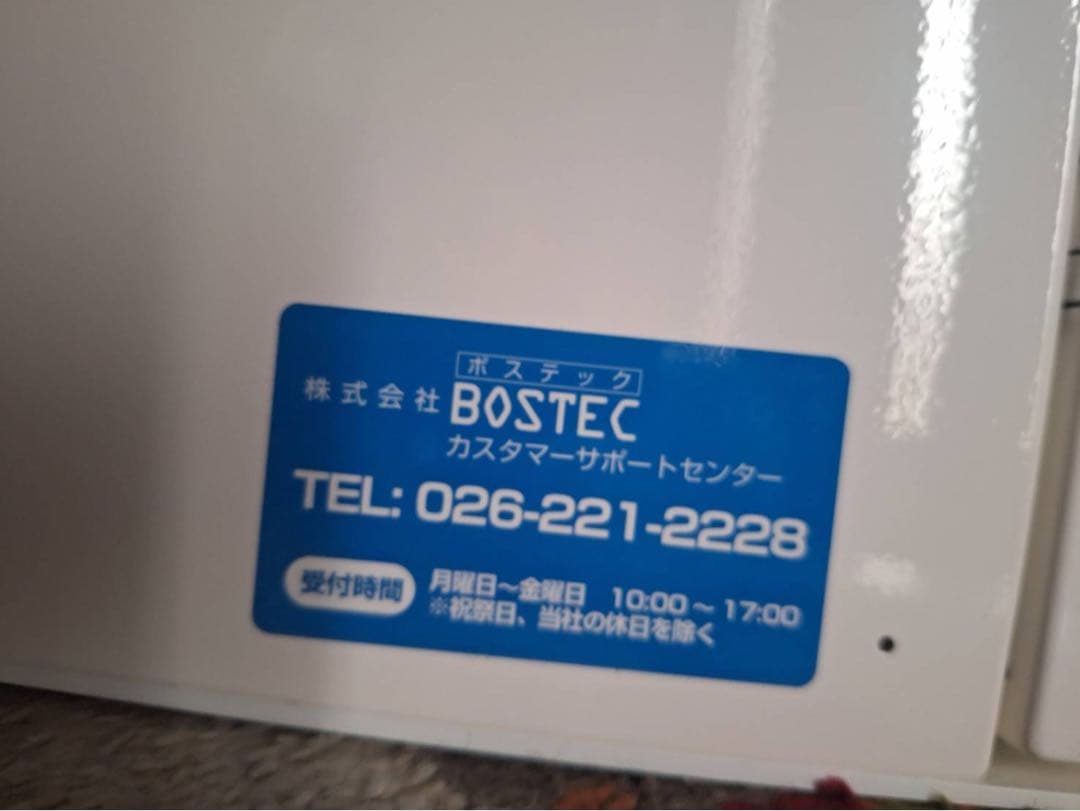 ボステック
株式会社 BOSTEC
カスタマーサポートセンター
TEL: 026-221-2228
受付時間 月曜日～金曜日 10:00～17:00
※祝祭日、当社の休日を除く